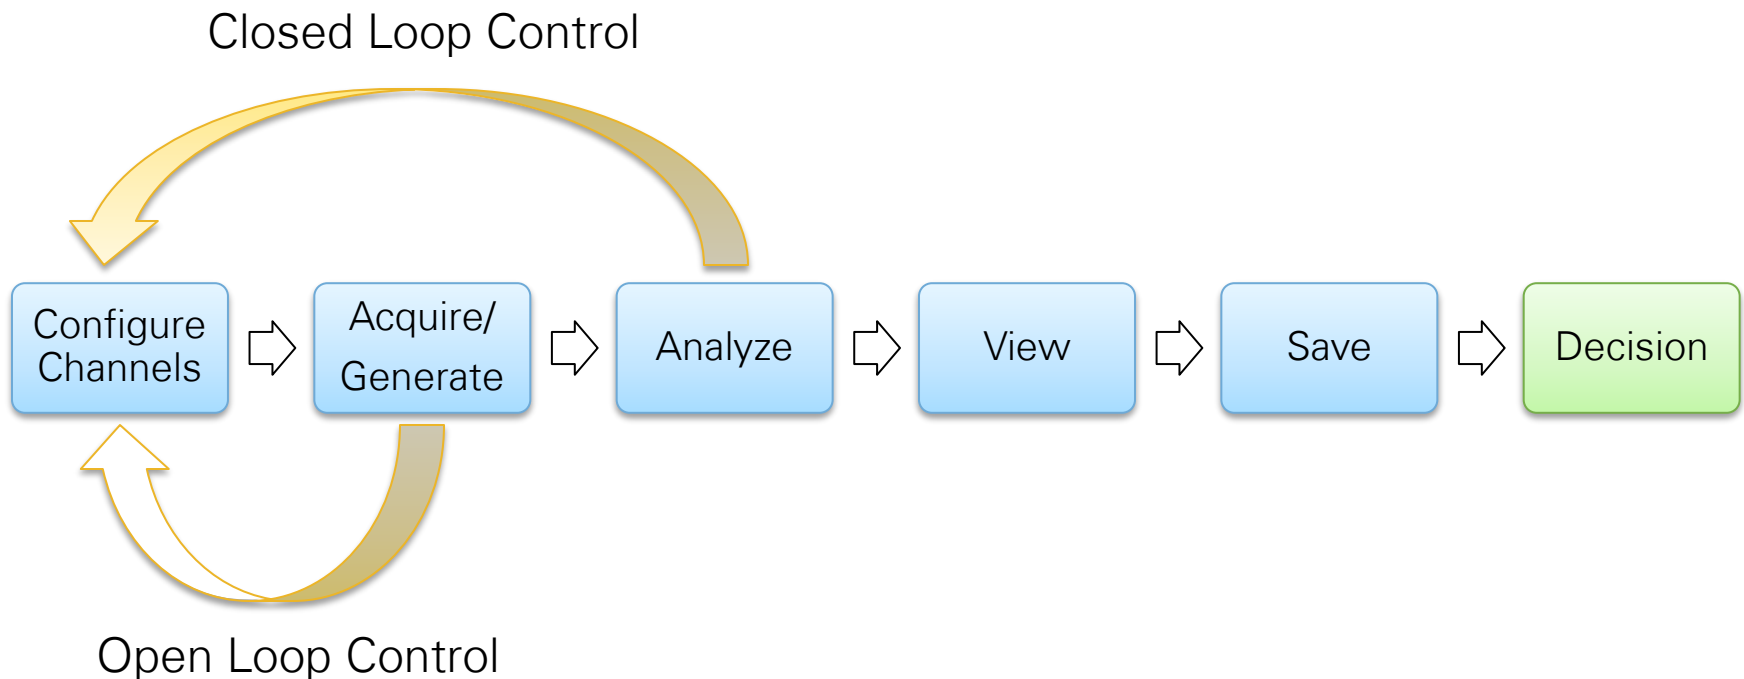 Closed Loop Control
Configure
Channels
Acquire/
Generate
Analyze
View
Save
Decision
Open Loop Control